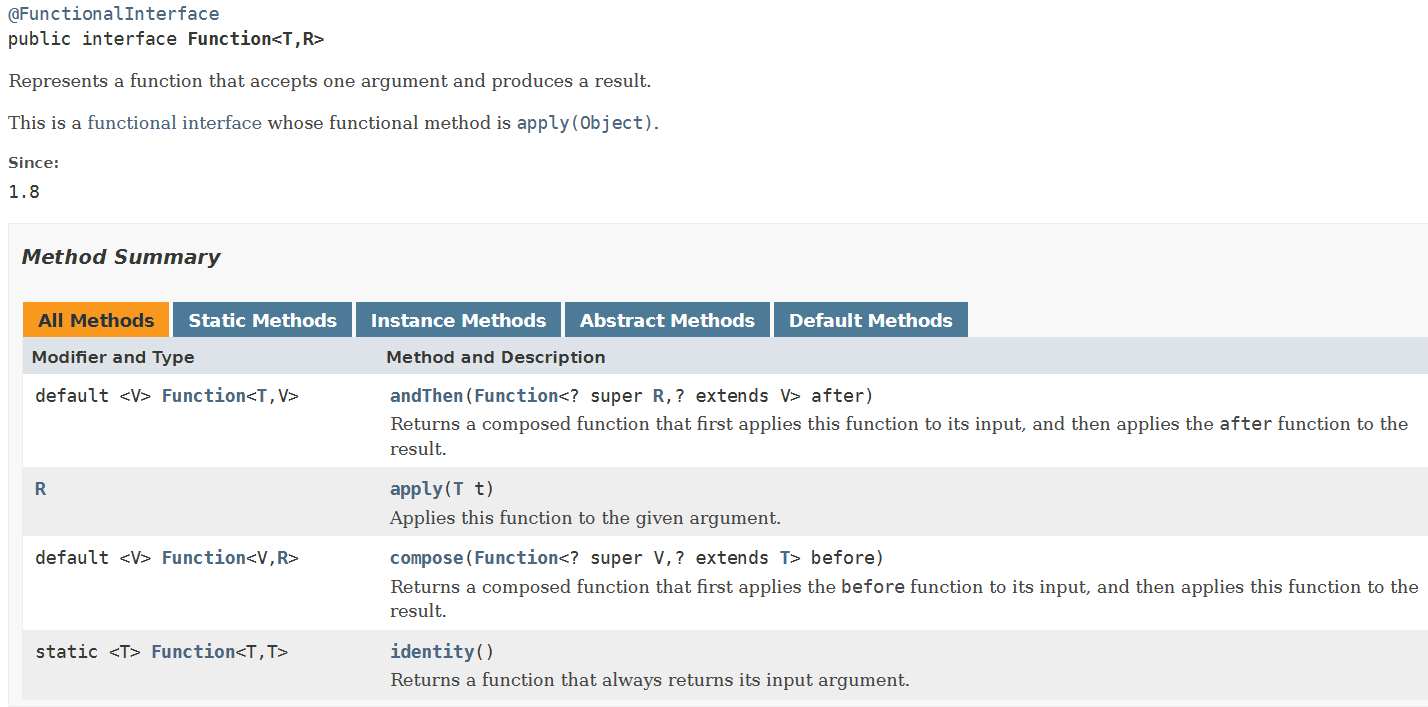 @FunctionalInterface
public interface Function<T,R>
Represents a function that accepts one argument and produces a result.
This is a functional interface whose functional method is apply(Object).
Since:
1.8
Method Summary
All Methods Static Methods Instance Methods Abstract Methods Default Methods
Modifier and Type Method and Description
default <V> Function<T,V> andThen(Function<? super R,? extends V> after)
Returns a composed function that first applies this function to its input, and then applies the after function to the
result.
R apply(T t)
Applies this function to the given argument.
default <V> Function<V,R> compose(Function<? super V,? extends T> before)
Returns a composed function that first applies the before function to its input, and then applies this function to the
result.
static <T> Function<T,T> identity()
Returns a function that always returns its input argument.